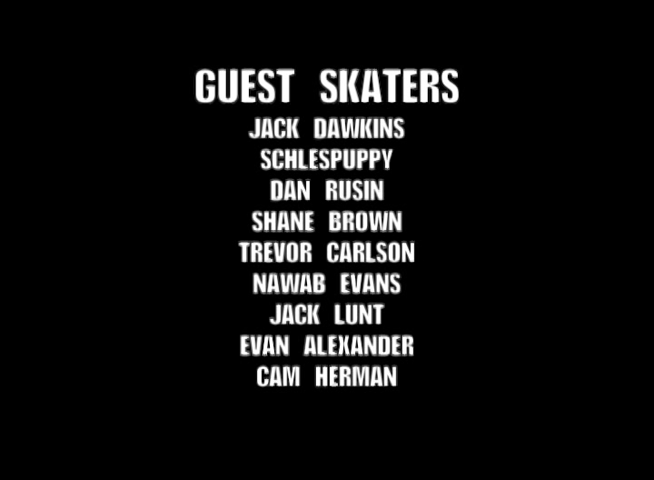 GUEST SKATERS
JACK DAWKINS
SCHLESPUPPY
DAN RUSIN
SHANE BROWN
TREVOR CARLSON
NAWAB EVANS
JACK LUNT
EVAN ALEXANDER
CAM HERMAN